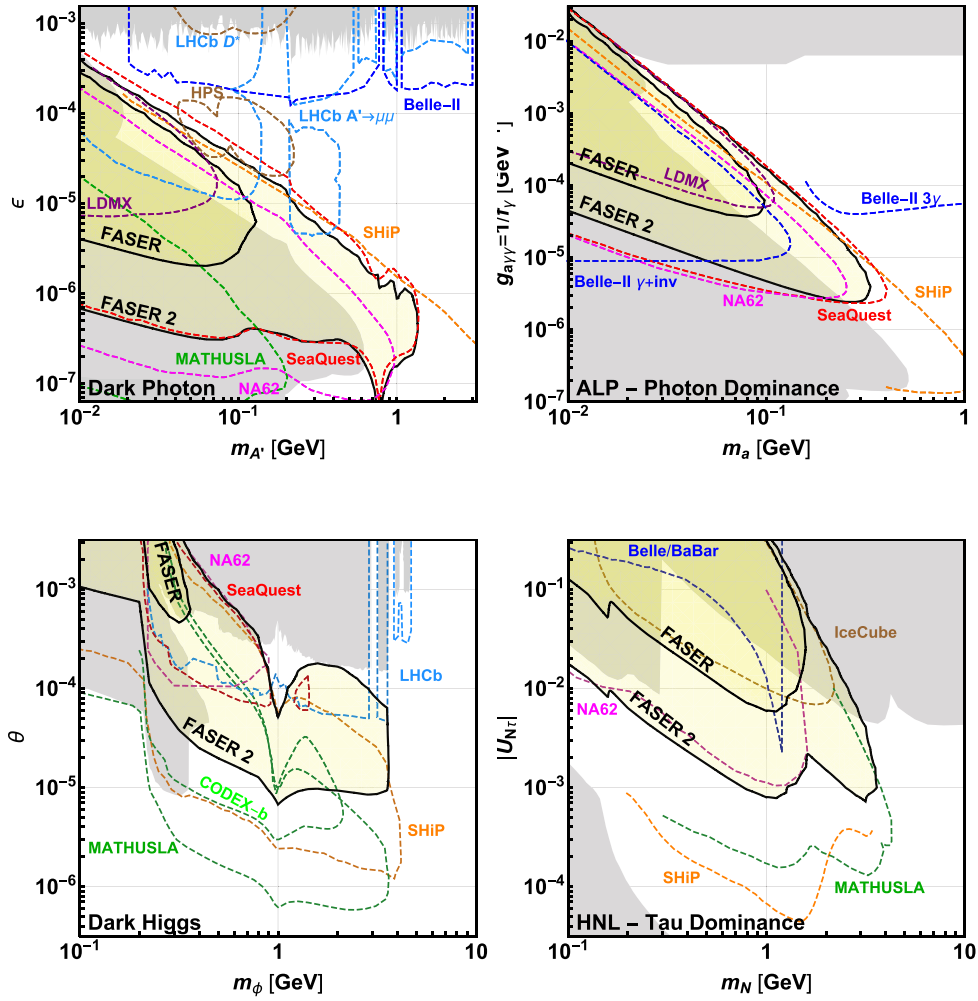 10⁻³
10⁻⁴
10⁻⁵
10⁻⁶
10⁻⁷
ϵ
LHCb D*
HPS
Belle–II
LHCb A'→μμ
LDMX
FASER
SHiP
FASER 2
MATHUSLA
SeaQuest
NA62
Dark Photon
10⁻²
10⁻¹
1
m_A' [GeV]
10⁻²
10⁻³
10⁻⁴
10⁻⁵
10⁻⁶
10⁻⁷
FASER
LDMX
Belle–II 3γ
FASER 2
Belle–II γ+inv
NA62
SHiP
SeaQuest
ALP – Photon Dominance
10⁻²
10⁻¹
1
m_a [GeV]
10⁻³
10⁻⁴
10⁻⁵
10⁻⁶
θ
FASER
NA62
SeaQuest
LHCb
FASER 2
CODEX–b
SHiP
MATHUSLA
Dark Higgs
10⁻¹
1
10
m_ϕ [GeV]
10⁻¹
10⁻²
10⁻³
10⁻⁴
|U_Nτ|
Belle/BaBar
IceCube
FASER
NA62
FASER 2
SHiP
MATHUSLA
HNL – Tau Dominance
10⁻¹
1
10
m_N [GeV]